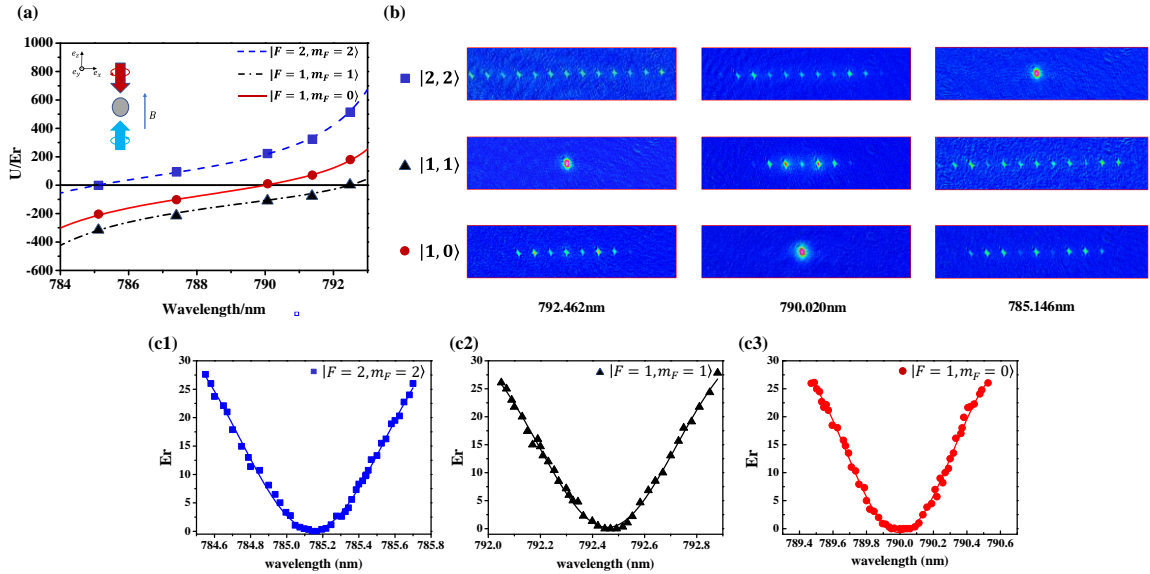 (a)
e_z
e_y e_x
B
|F = 2, m_F = 2⟩
|F = 1, m_F = 1⟩
|F = 1, m_F = 0⟩
1000
800
600
400
200
0
-200
-400
-600
U/Er
784 786 788 790 792
Wavelength/nm
(b)
|2, 2⟩
|1, 1⟩
|1, 0⟩
792.462nm 790.020nm 785.146nm
(c1)
|F = 2, m_F = 2⟩
30
25
20
15
10
5
0
Er
784.6 784.8 785.0 785.2 785.4 785.6 785.8
wavelength (nm)
(c2)
|F = 1, m_F = 1⟩
30
25
20
15
10
5
0
Er
792.0 792.2 792.4 792.6 792.8
wavelength (nm)
(c3)
|F = 1, m_F = 0⟩
30
25
20
15
10
5
0
Er
789.4 789.6 789.8 790.0 790.2 790.4 790.6
wavelength (nm)